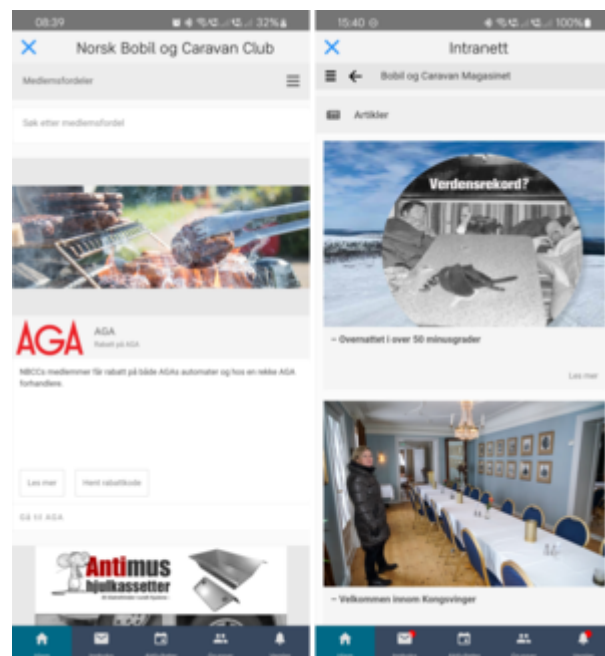 08:39
32%
Norsk Bobil og Caravan Club
Medlemsfordeler
Søk etter medlemsfordel
AGA
AGA
Rabatt på AGA
NBCCs medlemmer får rabatt på både AGAs automater og hos en rekke AGA
forhandlere.
Les mer
Hent rabattkode
Gå til AGA
Antimus
hjulkassetter
15:40
100%
Intranett
Bobil og Caravan Magasinet
Artikler
Verdensrekord?
– Overnattet i over 50 minusgrader
Les mer
– Velkommen innom Kongsvinger